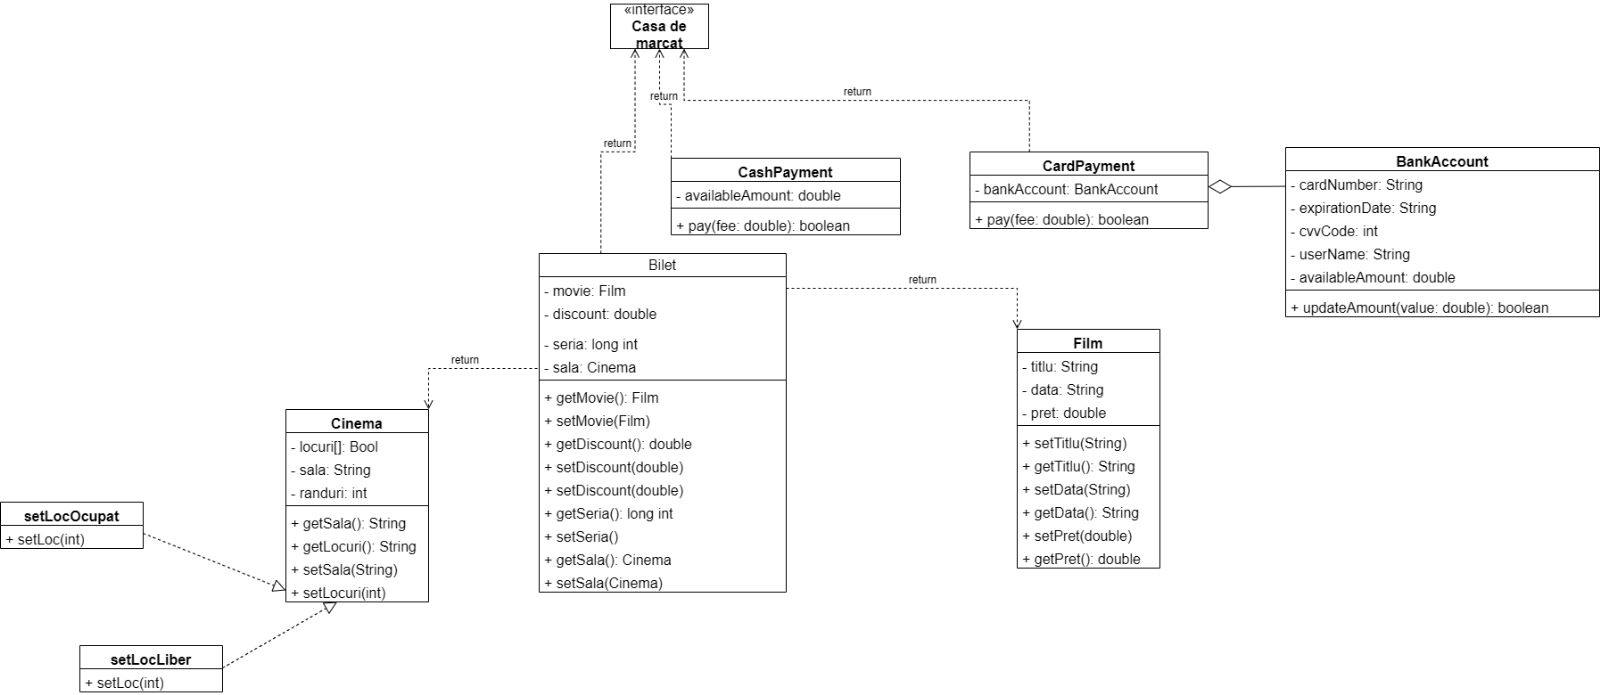 «interface»
Casa de
marcat
return
return
return
CashPayment
- availableAmount: double
+ pay(fee: double): boolean
CardPayment
- bankAccount: BankAccount
+ pay(fee: double): boolean
BankAccount
- cardNumber: String
- expirationDate: String
- cvvCode: int
- userName: String
- availableAmount: double
+ updateAmount(value: double): boolean
Bilet
- movie: Film
- discount: double
- seria: long int
- sala: Cinema
+ getMovie(): Film
+ setMovie(Film)
+ getDiscount(): double
+ setDiscount(double)
+ setDiscount(double)
+ getSeria(): long int
+ setSeria()
+ getSala(): Cinema
+ setSala(Cinema)
return
Film
- titlu: String
- data: String
- pret: double
+ setTitlu(String)
+ getTitlu(): String
+ setData(String)
+ getData(): String
+ setPret(double)
+ getPret(): double
return
Cinema
- locuri[]: Bool
- sala: String
- randuri: int
+ getSala(): String
+ getLocuri(): String
+ setSala(String)
+ setLocuri(int)
setLocOcupat
+ setLoc(int)
setLocLiber
+ setLoc(int)